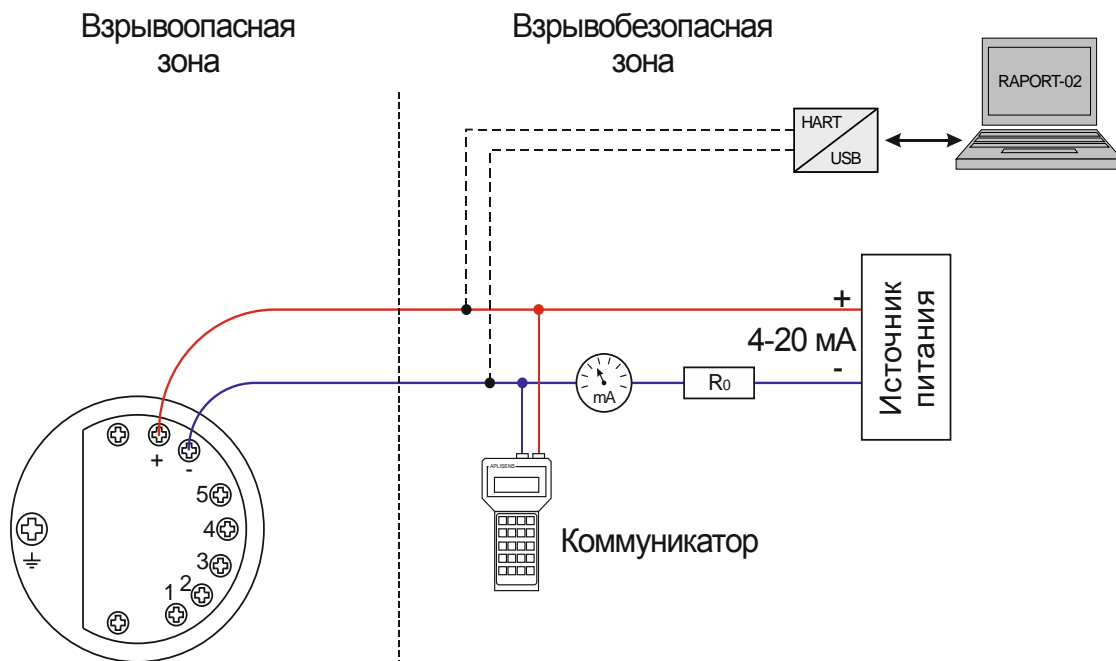 Взрывоопасная
зона
Взрывобезопасная
зона
RAPORT-02
HART
USB
+
4-20 мА
-
Источник
питания
mA
R0
+
-
APLISENS
5
4
3
2
1
Коммуникатор